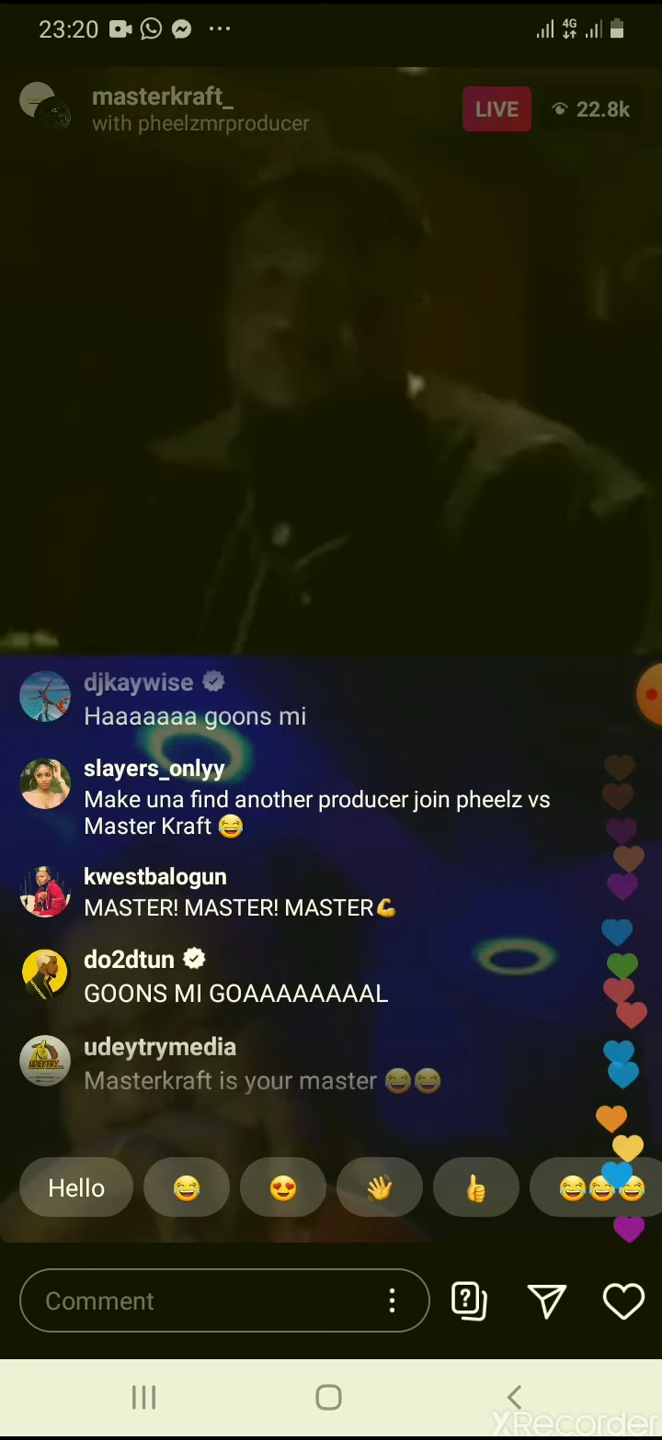 23:20
4G
masterkraft_
with pheelzmrproducer
LIVE
22.8k
djkaywise
Haaaaaaa goons mi
slayers_onlyy
Make una find another producer join pheelz vs
Master Kraft 😂
kwestbalogun
MASTER! MASTER! MASTER💪
do2dtun
GOONS MI GOAAAAAAAAL
udeytrymedia
Masterkraft is your master 😂😂
Hello 😂 😍 👋 👍 😂😂😂
Comment
XRecorder